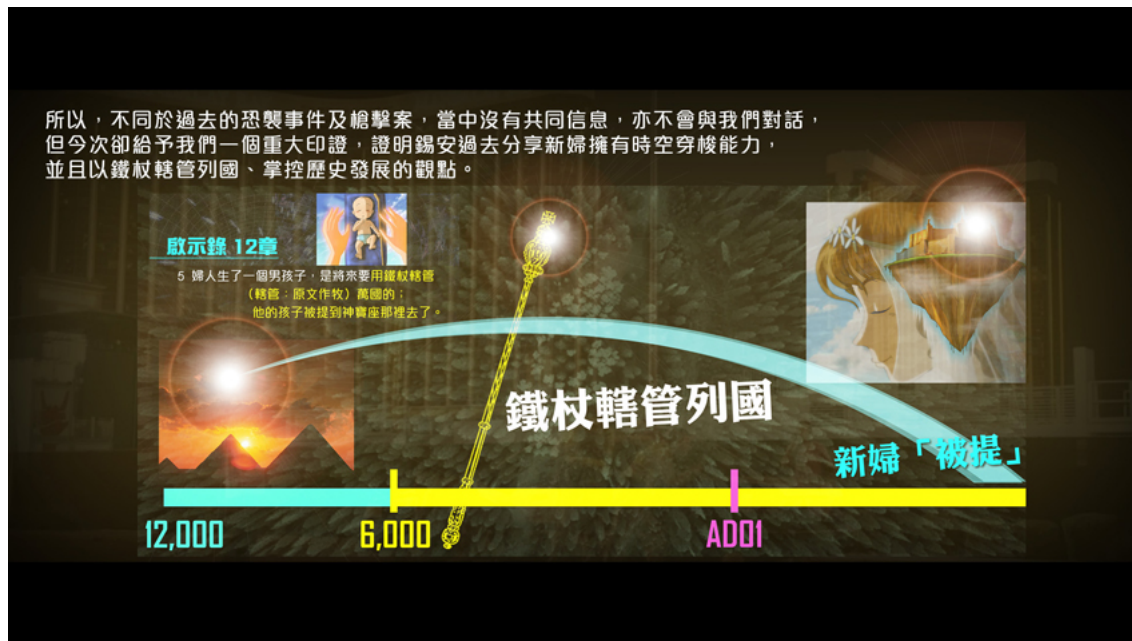 所以，不同於過去的恐襲事件及槍擊案，當中沒有共同信息，亦不會與我們對話，
但今次卻給予我們一個重大印證，證明錫安過去分享新婦擁有時空穿梭能力，
並且以鐵杖轄管列國、掌控歷史發展的觀點。
啟示錄 12章
5 婦人生了一個男孩子，是將來要用鐵杖轄管
（轄管：原文作牧）萬國的；
他的孩子被提到神寶座那裡去了。
鐵杖轄管列國
新婦「被提」
12,000
6,000
AD01